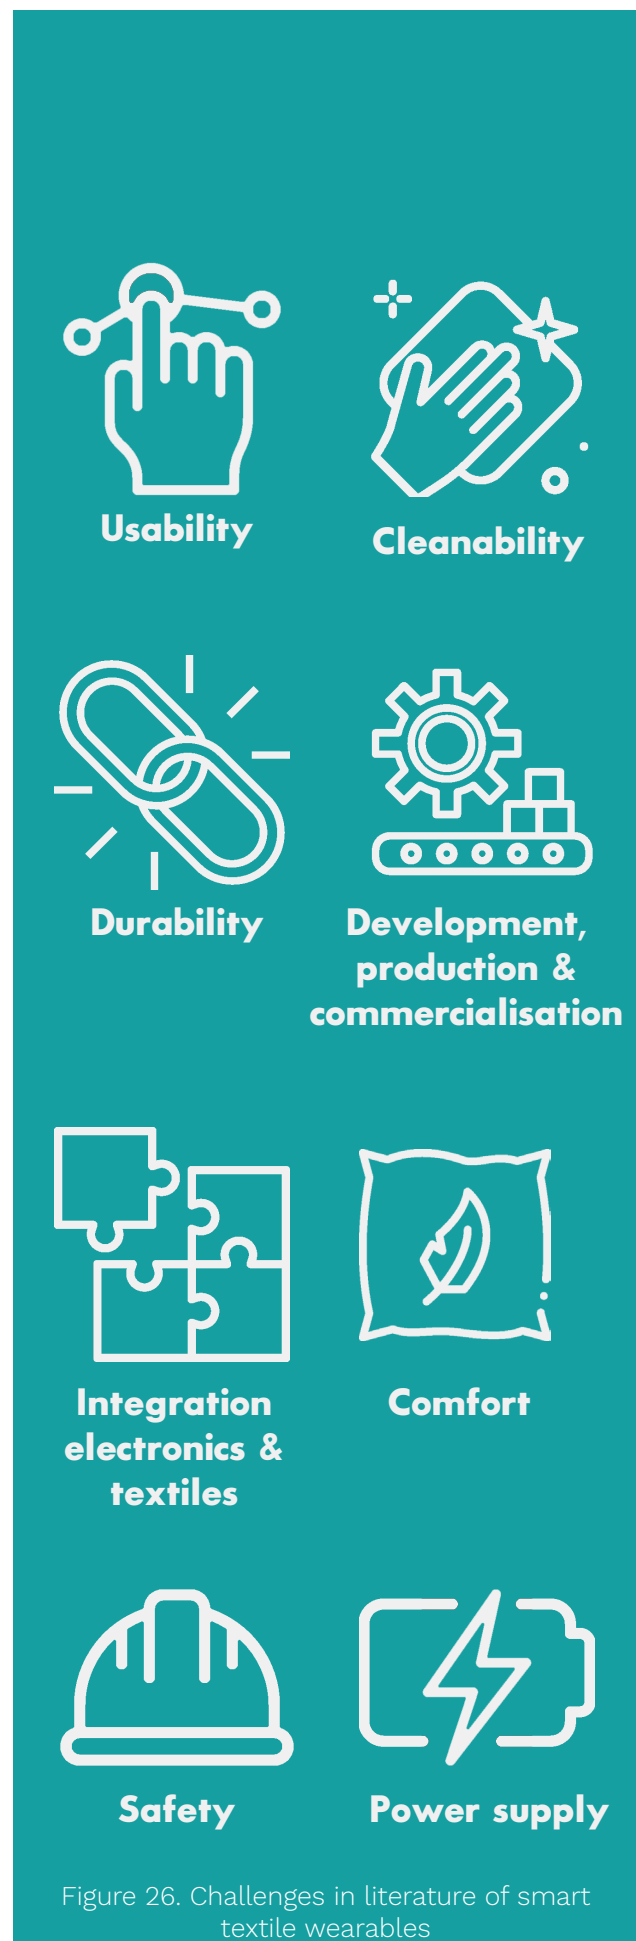 Usability
Cleanability
Durability
Development,
production &
commercialisation
Integration
electronics &
textiles
Comfort
Safety
Power supply
Figure 26. Challenges in literature of smart
textile wearables